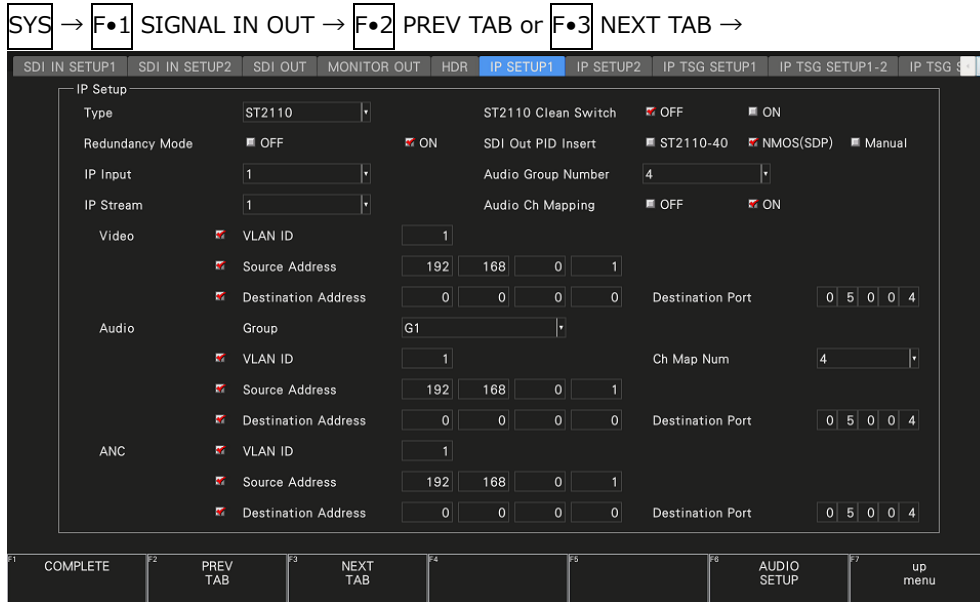 SYS → F•1 SIGNAL IN OUT → F•2 PREV TAB or F•3 NEXT TAB →
SDI IN SETUP1 SDI IN SETUP2 SDI OUT MONITOR OUT HDR IP SETUP1 IP SETUP2 IP TSG SETUP1 IP TSG SETUP1-2 IP TSG
IP Setup
Type ST2110 ST2110 Clean Switch OFF ON
Redundancy Mode OFF ON SDI Out PID Insert ST2110-40 NMOS(SDP) Manual
IP Input 1 Audio Group Number 4
IP Stream 1 Audio Ch Mapping OFF ON
Video VLAN ID 1
Source Address 192 168 0 1
Destination Address 0 0 0 0 Destination Port 0 5 0 0 4
Audio Group G1
VLAN ID 1 Ch Map Num 4
Source Address 192 168 0 1
Destination Address 0 0 0 0 Destination Port 0 5 0 0 4
ANC VLAN ID 1
Source Address 192 168 0 1
Destination Address 0 0 0 0 Destination Port 0 5 0 0 4
F1 COMPLETE F2 PREV TAB F3 NEXT TAB F4 F5 F6 AUDIO SETUP F7 up menu